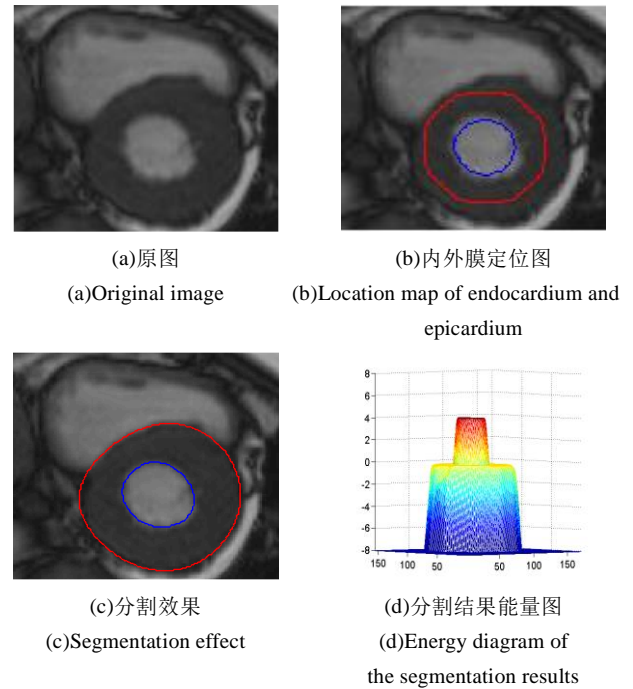 (a)原图
(a)Original image
(b)内外膜定位图
(b)Location map of endocardium and
epicardium
8
6
4
2
0
-2
-4
-6
-8
150 100 50 50 100 150
(c)分割效果
(c)Segmentation effect
(d)分割结果能量图
(d)Energy diagram of
the segmentation results